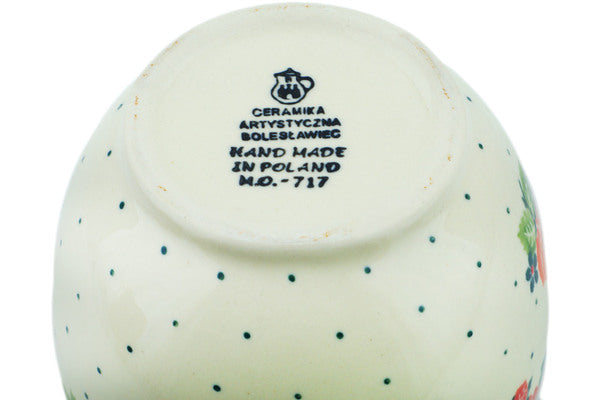 CERAMIKA
ARTYSTYCZNA
BOLESŁAWIEC
HAND MADE
IN POLAND
M.O.-717